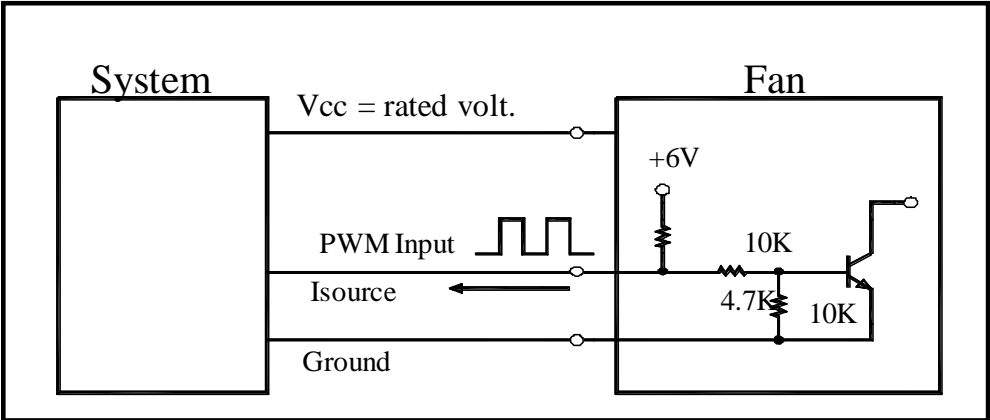 System
Fan
Vcc = rated volt.
+6V
PWM Input
10K
Isource
4.7K
10K
Ground